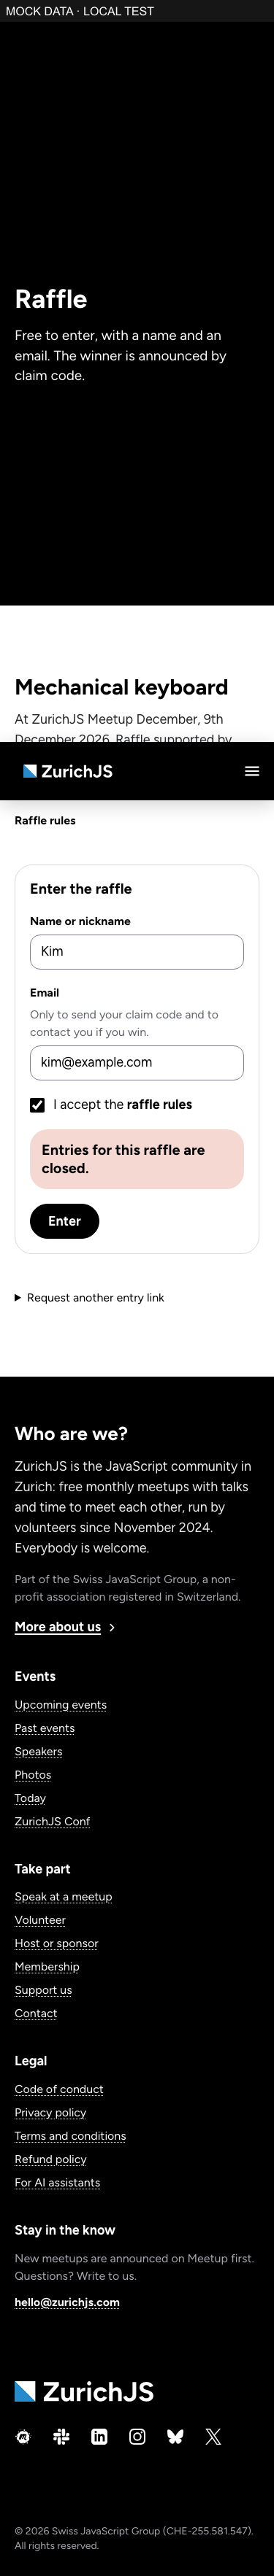 MOCK DATA · LOCAL TEST
Raffle
Free to enter, with a name and an
email. The winner is announced by
claim code.
Mechanical keyboard
At ZurichJS Meetup December, 9th
December 2026. Raffle supported by
ZurichJS
Raffle rules
Enter the raffle
Name or nickname
Kim
Email
Only to send your claim code and to
contact you if you win.
kim@example.com
I accept the raffle rules
Entries for this raffle are
closed.
Enter
Request another entry link
Who are we?
ZurichJS is the JavaScript community in
Zurich: free monthly meetups with talks
and time to meet each other, run by
volunteers since November 2024.
Everybody is welcome.
Part of the Swiss JavaScript Group, a non-
profit association registered in Switzerland.
More about us
Events
Upcoming events
Past events
Speakers
Photos
Today
ZurichJS Conf
Take part
Speak at a meetup
Volunteer
Host or sponsor
Membership
Support us
Contact
Legal
Code of conduct
Privacy policy
Terms and conditions
Refund policy
For AI assistants
Stay in the know
New meetups are announced on Meetup first.
Questions? Write to us.
hello@zurichjs.com
ZurichJS
© 2026 Swiss JavaScript Group (CHE-255.581.547).
All rights reserved.